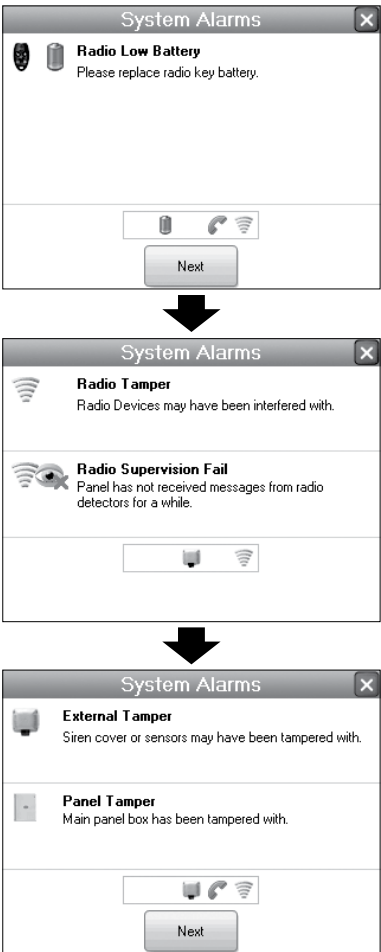 System Alarms
Radio Low Battery
Please replace radio key battery.
Next
System Alarms
Radio Tamper
Radio Devices may have been interfered with.
Radio Supervision Fail
Panel has not received messages from radio
detectors for a while.
System Alarms
External Tamper
Siren cover or sensors may have been tampered with.
Panel Tamper
Main panel box has been tampered with.
Next